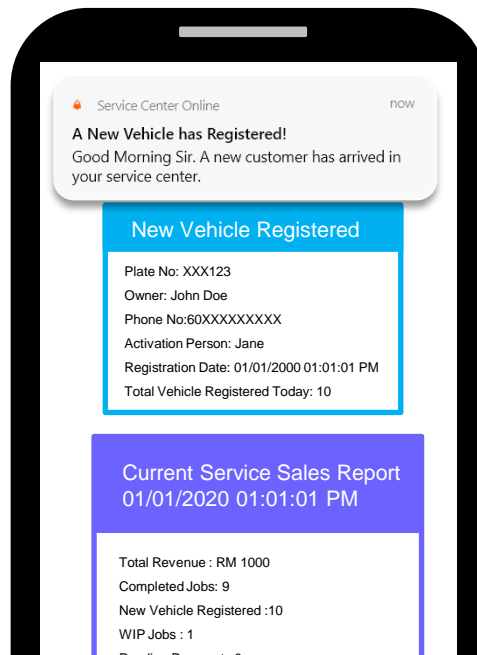 Service Center Online now
A New Vehicle has Registered!
Good Morning Sir. A new customer has arrived in
your service center.
New Vehicle Registered
Plate No: XXX123
Owner: John Doe
Phone No:60XXXXXXXXX
Activation Person: Jane
Registration Date: 01/01/2000 01:01:01 PM
Total Vehicle Registered Today: 10
Current Service Sales Report
01/01/2020 01:01:01 PM
Total Revenue : RM 1000
Completed Jobs: 9
New Vehicle Registered :10
WIP Jobs : 1